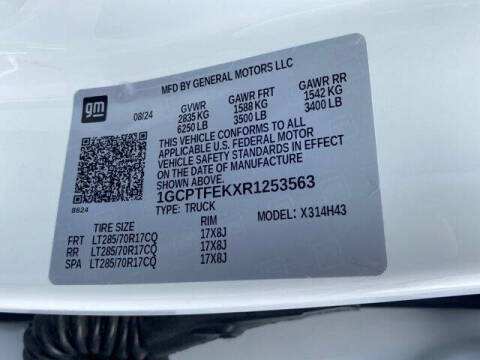 MFD BY GENERAL MOTORS LLC
gm
08/24
GVWR GAWR FRT GAWR RR
2835 KG 1588 KG 1542 KG
6250 LB 3500 LB 3400 LB
THIS VEHICLE CONFORMS TO ALL
APPLICABLE U.S. FEDERAL MOTOR
VEHICLE SAFETY STANDARDS IN EFFECT
ON THE DATE OF MANUFACTURE
1GCPTFEKXR1253563
TYPE: TRUCK MODEL: X314H43
8624
TIRE SIZE RIM
FRT LT285/70R17CQ 17X8J
RR LT285/70R17CQ 17X8J
SPA LT285/70R17CQ 17X8J